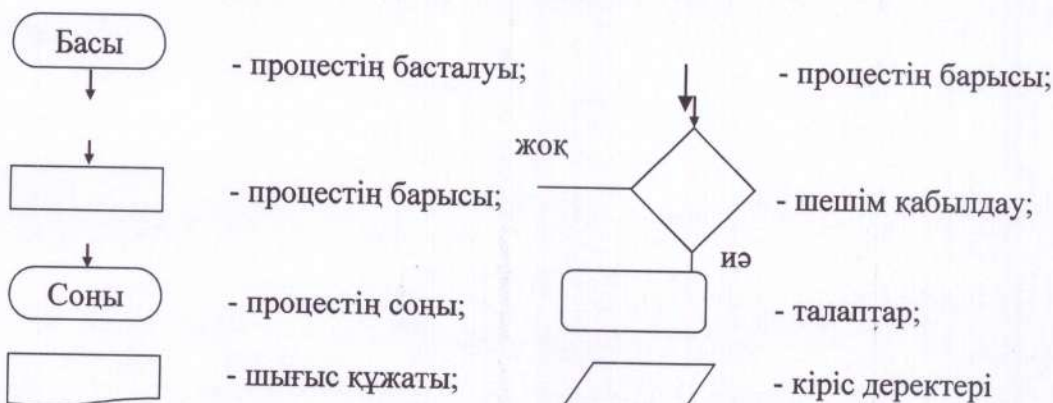 Басы
- процестің басталуы;
- процестің барысы;
жоқ
- процестің барысы;
- шешім қабылдау;
иә
Соңы
- процестің соңы;
- талаптар;
- шығыс құжаты;
- кіріс деректері